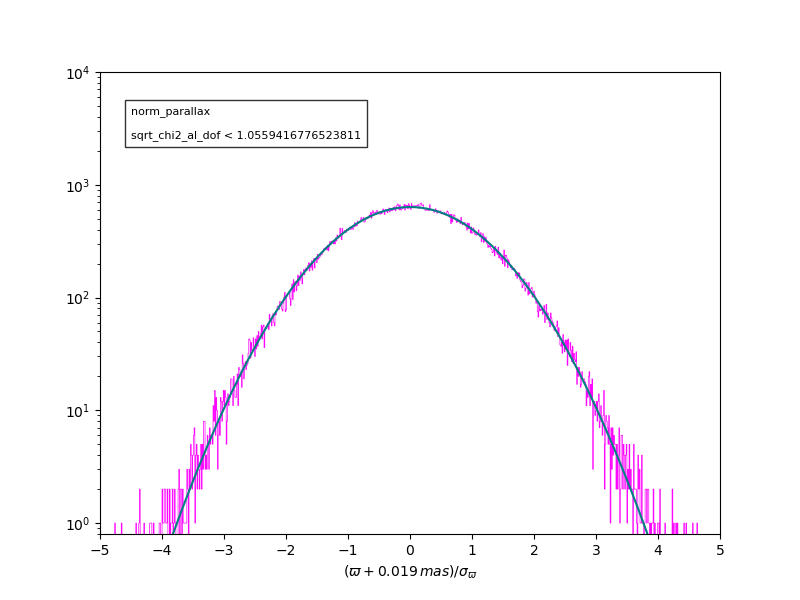 10⁴
10³
10²
10¹
10⁰
norm_parallax
sqrt_chi2_al_dof < 1.0559416776523811
−5 −4 −3 −2 −1 0 1 2 3 4 5
(ϖ + 0.019 mas)/σ_ϖ